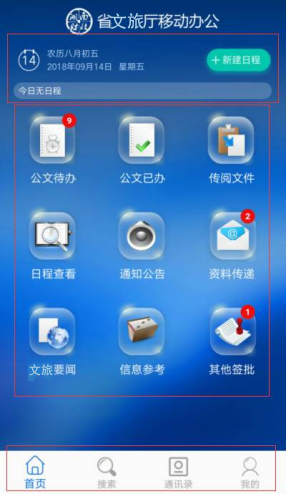 省文旅厅移动办公
14
农历八月初五
2018年09月14日 星期五
+新建日程
今日无日程
9
公文待办 公文已办 传阅文件
2
日程查看 通知公告 资料传递
1
文旅要闻 信息参考 其他签批
首页 搜索 通讯录 我的